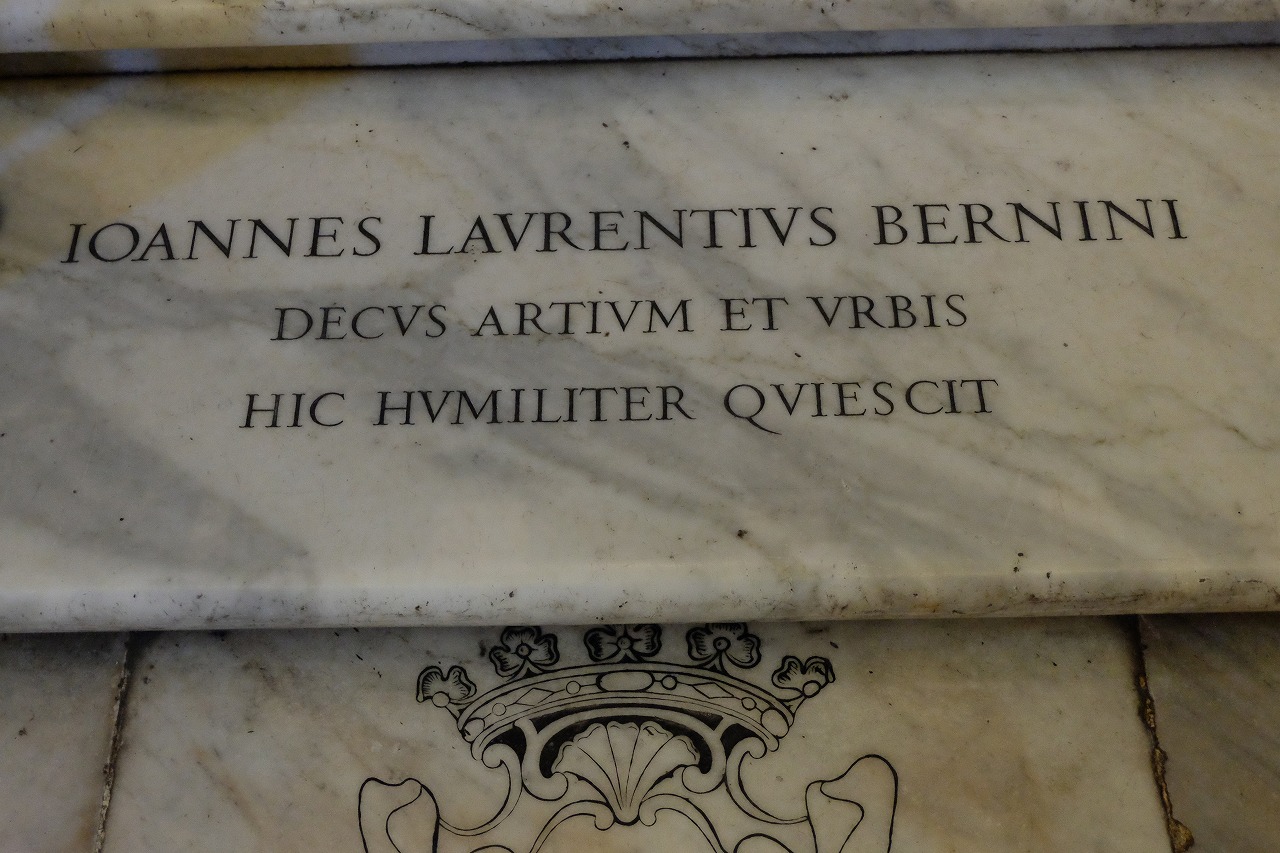 IOANNES LAVRENTIVS BERNINI
DECVS ARTIVM ET VRBIS
HIC HVMILITER QVIESCIT